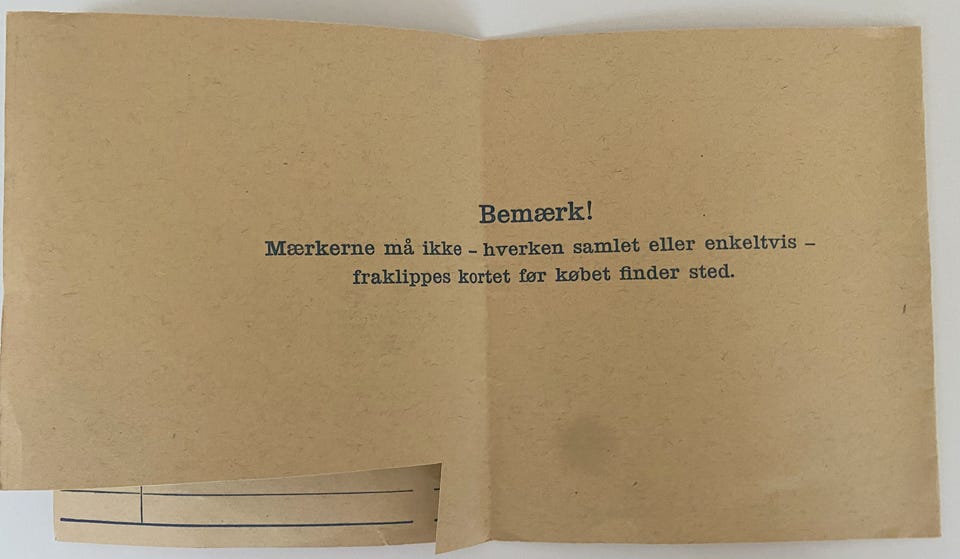 Bemærk!
Mærkerne må ikke – hverken samlet eller enkeltvis –
fraklippes kortet før købet finder sted.